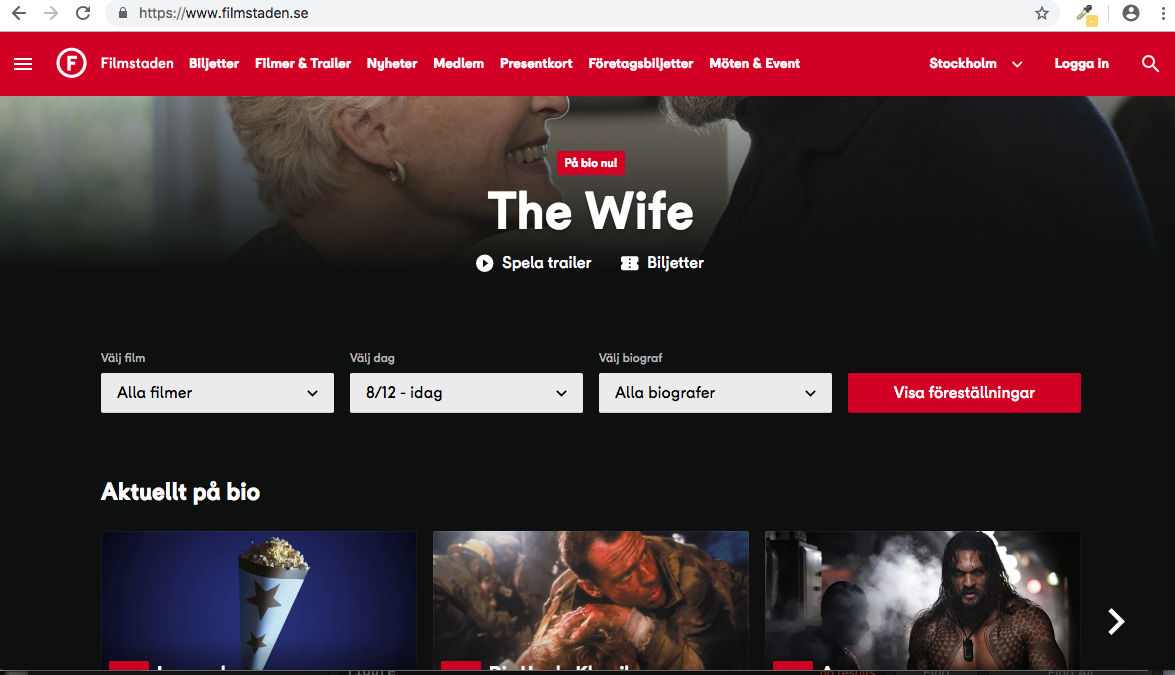 https://www.filmstaden.se
F Filmstaden Biljetter Filmer & Trailer Nyheter Medlem Presentkort Företagsbiljetter Möten & Event Stockholm Logga in
På bio nu!
The Wife
Spela trailer Biljetter
Välj film Välj dag Välj biograf
Alla filmer 8/12 - idag Alla biografer Visa föreställningar
Aktuellt på bio